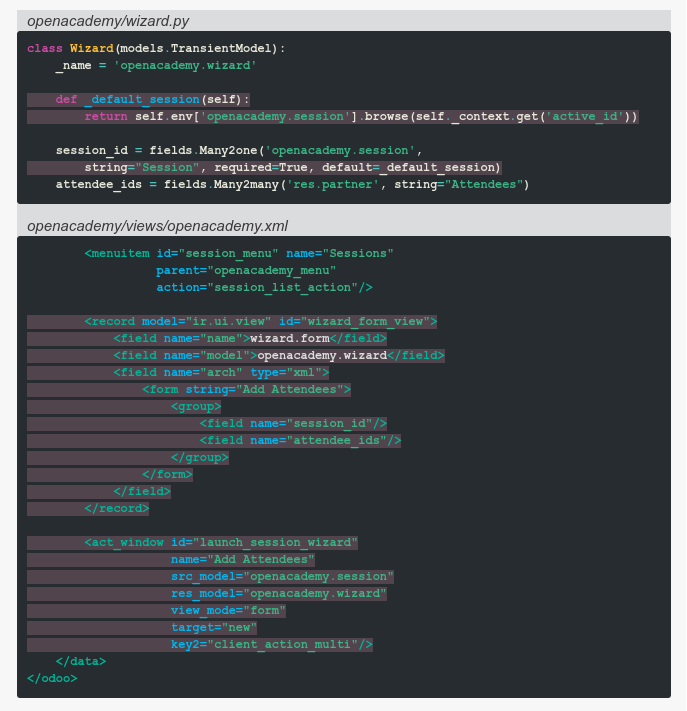 openacademy/wizard.py
class Wizard(models.TransientModel):
    _name = 'openacademy.wizard'

    def _default_session(self):
        return self.env['openacademy.session'].browse(self._context.get('active_id'))

    session_id = fields.Many2one('openacademy.session',
        string="Session", required=True, default=_default_session)
    attendee_ids = fields.Many2many('res.partner', string="Attendees")
openacademy/views/openacademy.xml
        <menuitem id="session_menu" name="Sessions"
                  parent="openacademy_menu"
                  action="session_list_action"/>

        <record model="ir.ui.view" id="wizard_form_view">
            <field name="name">wizard.form</field>
            <field name="model">openacademy.wizard</field>
            <field name="arch" type="xml">
                <form string="Add Attendees">
                    <group>
                        <field name="session_id"/>
                        <field name="attendee_ids"/>
                    </group>
                </form>
            </field>
        </record>

        <act_window id="launch_session_wizard"
                    name="Add Attendees"
                    src_model="openacademy.session"
                    res_model="openacademy.wizard"
                    view_mode="form"
                    target="new"
                    key2="client_action_multi"/>
    </data>
</odoo>